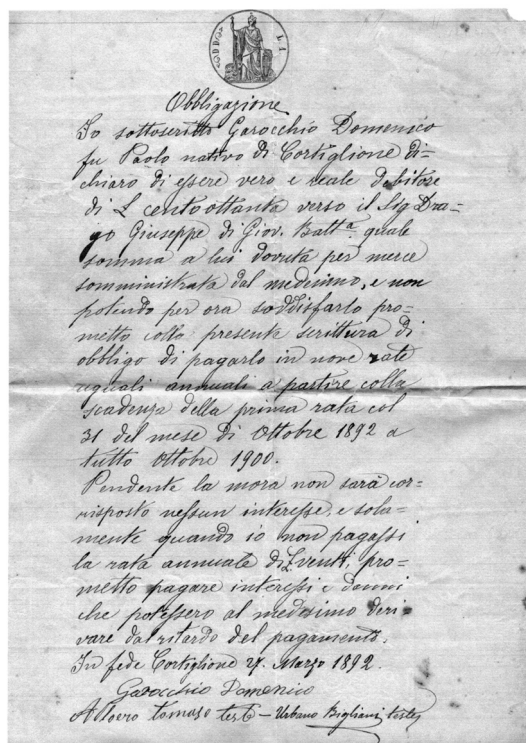 Obbligazione
Io sottoscritto Garocchio Domenico
fu Paolo nativo di Cortiglione di-
chiaro di essere vero e reale debitore
di L centoottanta verso il Sig Dra-
go Giuseppe di Giov. Batt.a quale
somma a lui dovuta per merce
somministrata dal medesimo, e non
potendo per ora soddisfarlo pro-
metto colla presente scrittura di
obbligo di pagarlo in nove rate
uguali annuali a partire colla
scadenza della prima rata col
31 del mese di Ottobre 1892 a
tutto Ottobre 1900.
Pendente la mora non sarà cor-
risposto nessun interesse, e sola-
mente quando io non pagassi
la rata annuale di L venti, pro-
metto pagare interessi e danni
che potessero al medesimo deri-
vare dal ritardo del pagamento.
In fede Cortiglione 27. Marzo 1892.
Garocchio Domenico
tomaso teste – Urbano Bigliani teste